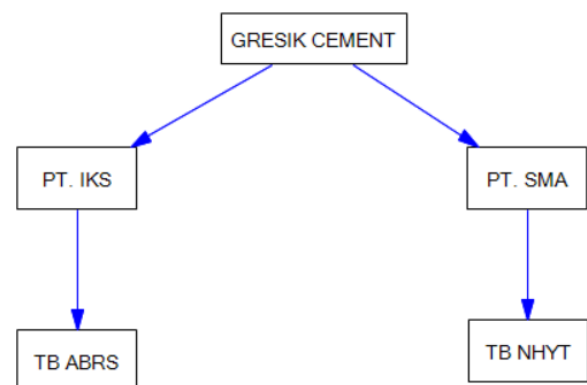 GRESIK CEMENT
PT. IKS
PT. SMA
TB ABRS
TB NHYT